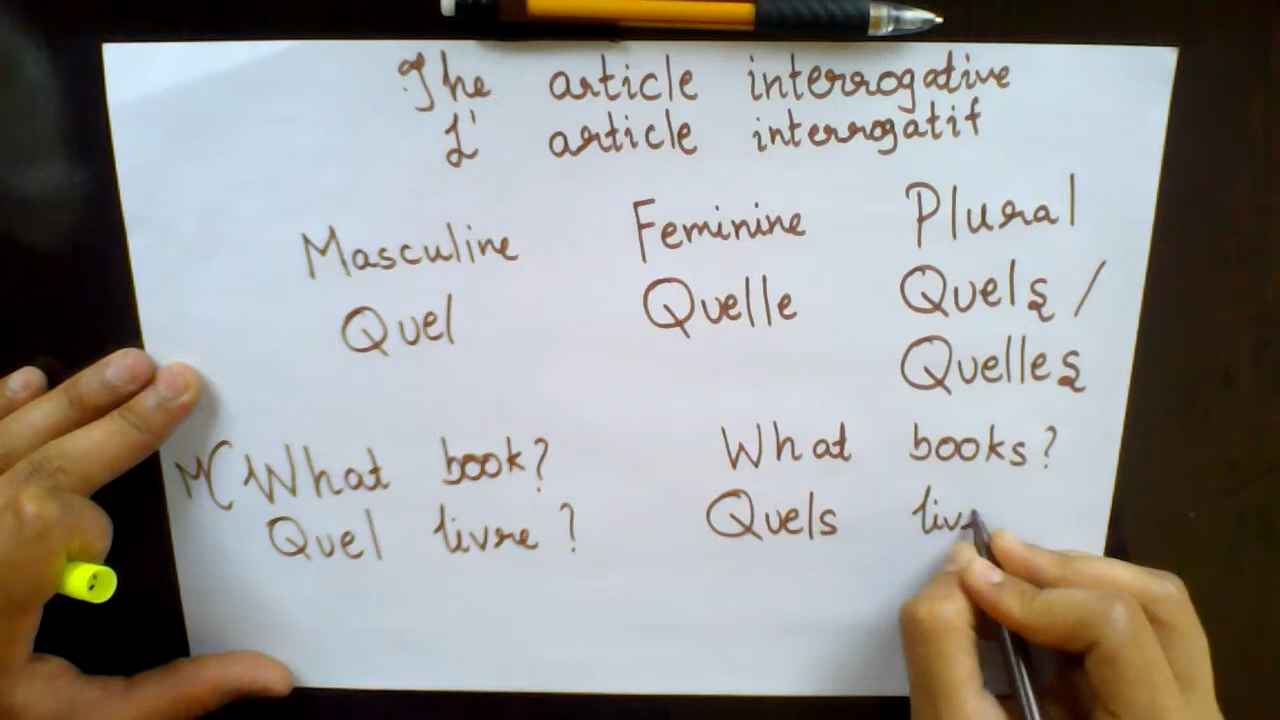 The article interrogative
L' article interrogatif
Masculine Feminine Plural
Quel Quelle Quels /
Quelles
M( What book? What books?
Quel livre? Quels liv